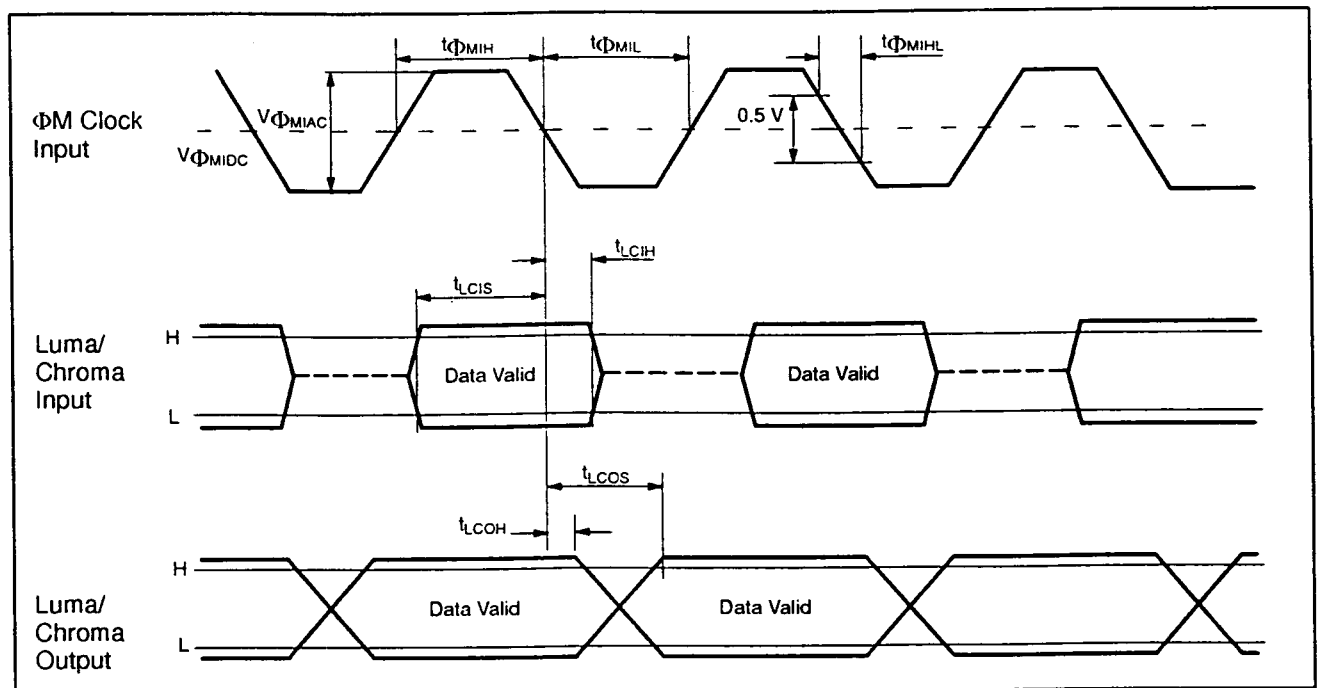 tΦMIH
tΦMIL
tΦMIHL
ΦM Clock
Input
VΦMIAC
VΦMIDC
0.5 V
tLCIH
tLCIS
H
Luma/
Chroma
Input
Data Valid
Data Valid
L
tLCOS
tLCOH
H
Luma/
Chroma
Output
Data Valid
Data Valid
L